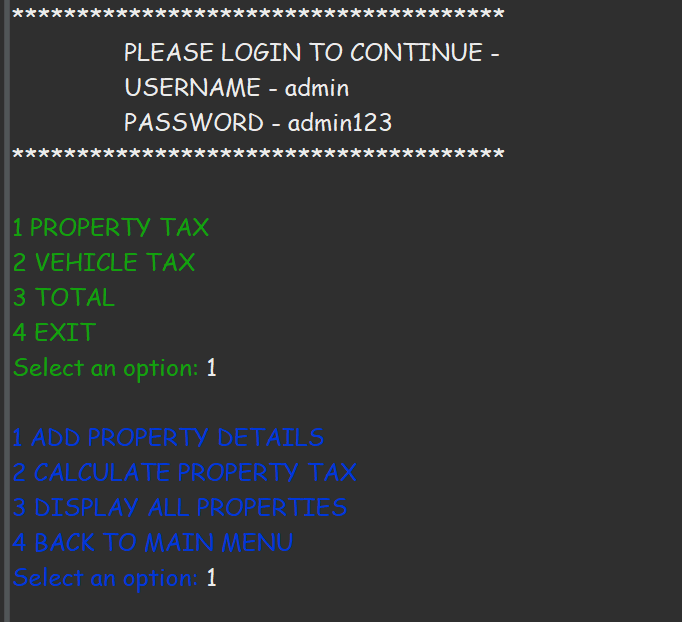 **************************************
PLEASE LOGIN TO CONTINUE -
USERNAME - admin
PASSWORD - admin123
**************************************
1 PROPERTY TAX
2 VEHICLE TAX
3 TOTAL
4 EXIT
Select an option: 1
1 ADD PROPERTY DETAILS
2 CALCULATE PROPERTY TAX
3 DISPLAY ALL PROPERTIES
4 BACK TO MAIN MENU
Select an option: 1